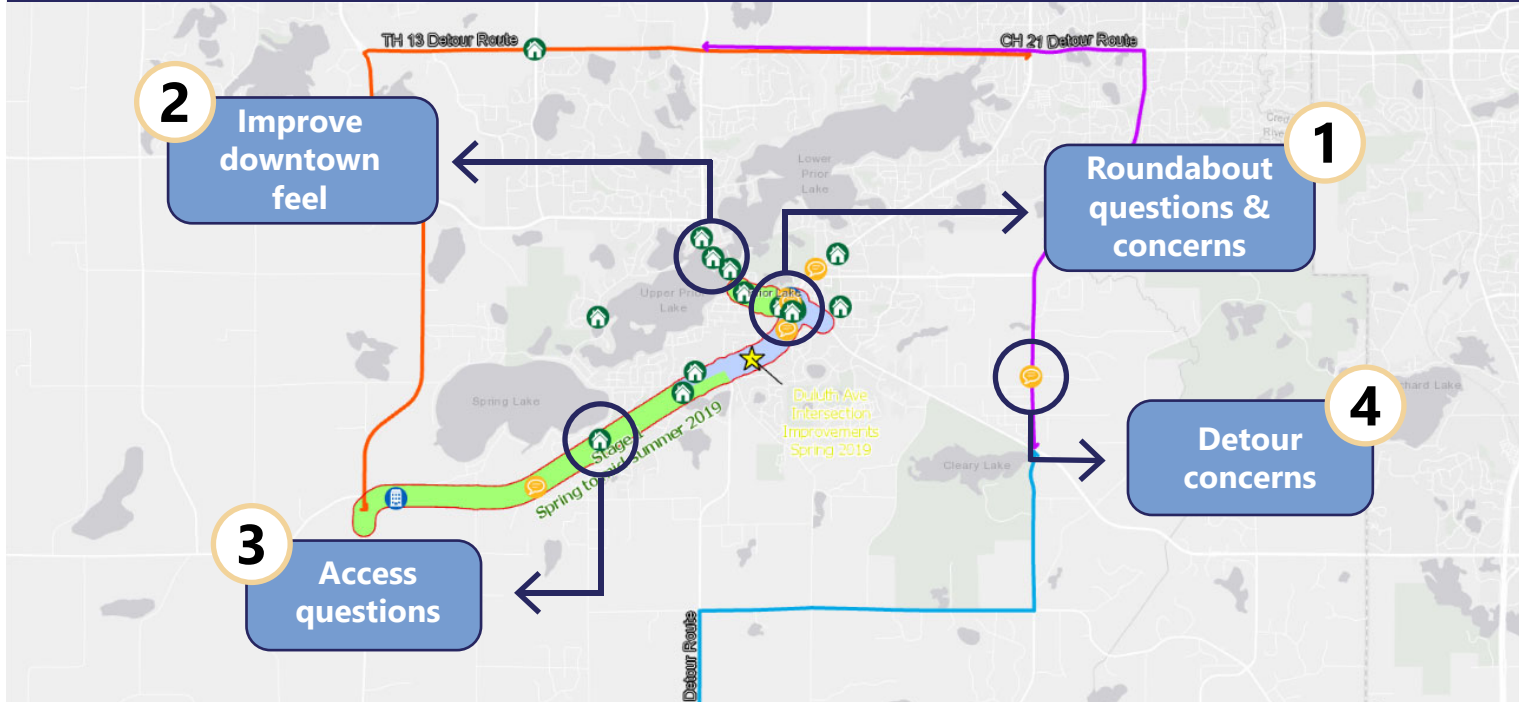 TH 13 Detour Route
CH 21 Detour Route
2
Improve
downtown
feel
1
Roundabout
questions &
concerns
Lower
Prior
Lake
Upper Prior
Lake
Prior Lake
Spring Lake
Stage 1
Spring to mid-summer 2019
Duluth Ave
Intersection
Improvements
Spring 2019
Cleary Lake
4
Detour
concerns
3
Access
questions
Detour Route